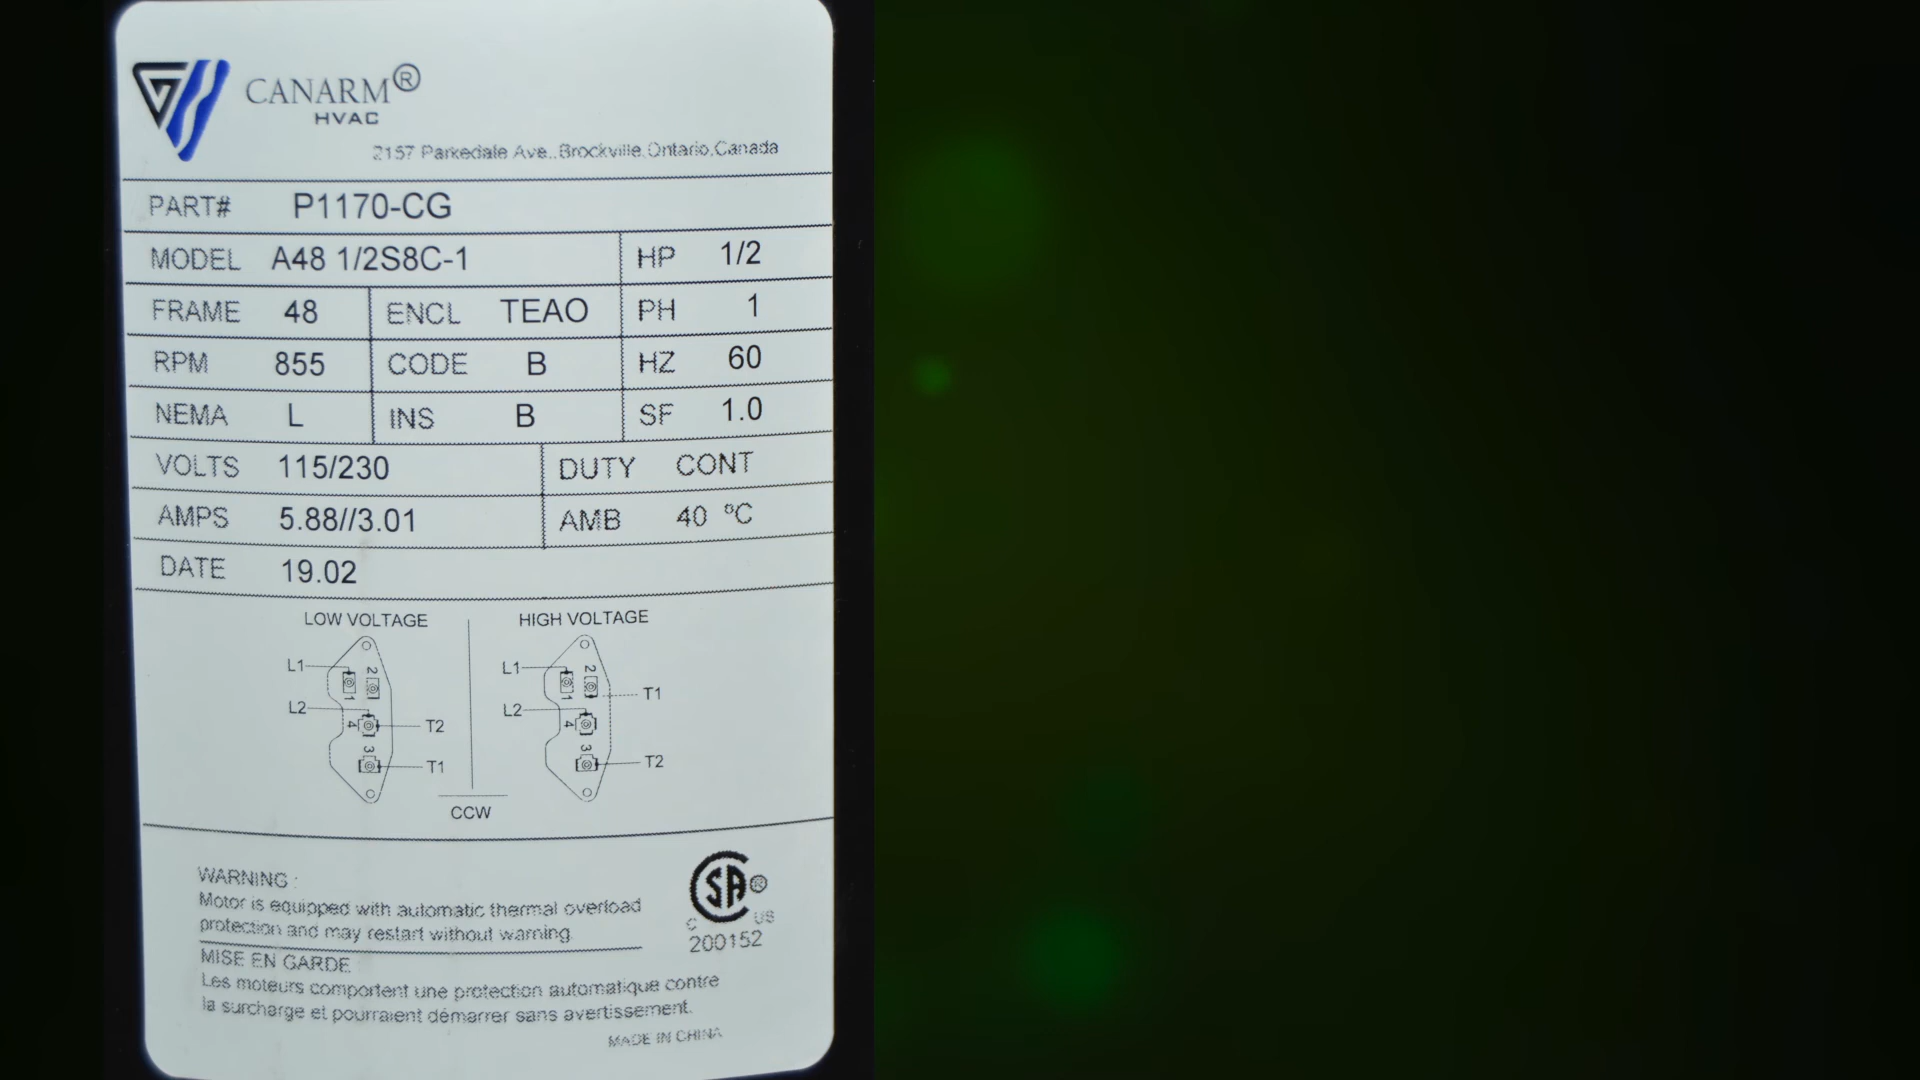 CANARM®
HVAC
2157 Parkedale Ave., Brockville, Ontario, Canada
PART# P1170-CG
MODEL A48 1/2S8C-1 HP 1/2
FRAME 48 ENCL TEAO PH 1
RPM 855 CODE B HZ 60
NEMA L INS B SF 1.0
VOLTS 115/230 DUTY CONT
AMPS 5.88//3.01 AMB 40 °C
DATE 19.02
LOW VOLTAGE HIGH VOLTAGE
L1 2 1 L1 2 1 T1
L2 4 T2 L2 4
3 T1 3 T2
CCW
WARNING :
Motor is equipped with automatic thermal overload
protection and may restart without warning.
MISE EN GARDE
Les moteurs comportent une protection automatique contre
la surcharge et pourraient démarrer sans avertissement.
SA®
C US
200152
MADE IN CHINA